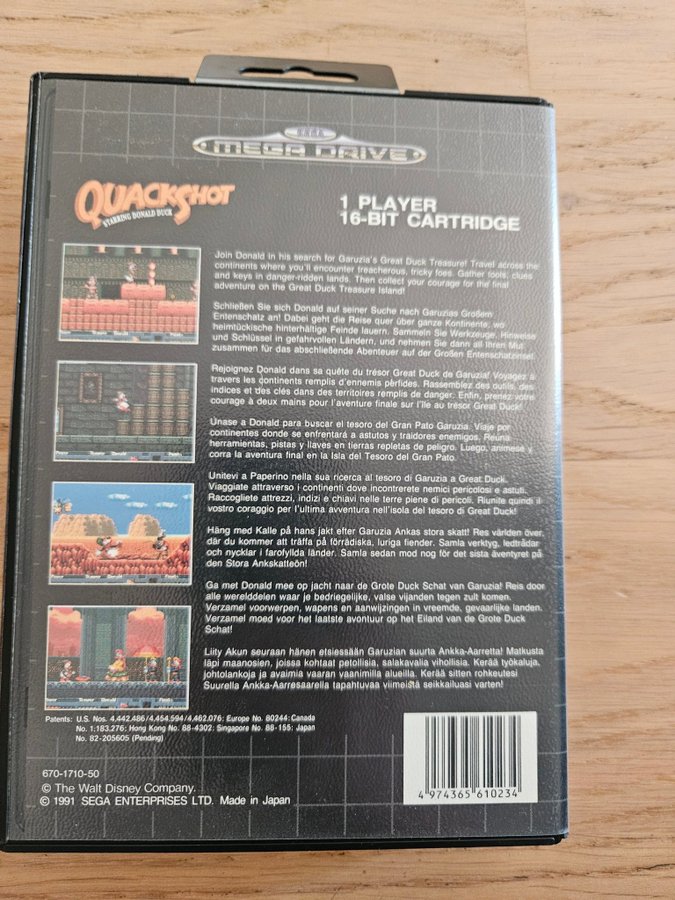 SEGA
MEGA DRIVE
QUACKSHOT
STARRING DONALD DUCK
1 PLAYER
16-BIT CARTRIDGE
Join Donald in his search for Garuzia's Great Duck Treasure! Travel across the
continents where you'll encounter treacherous, tricky foes. Gather tools, clues
and keys in danger-ridden lands. Then collect your courage for the final
adventure on the Great Duck Treasure Island!
Schließen Sie sich Donald auf seiner Suche nach Garuzias Großem
Entenschatz an! Dabei geht die Reise quer über ganze Kontinente, wo
heimtückische hinterhältige Feinde lauern. Sammeln Sie Werkzeuge, Hinweise
und Schlüssel in gefahrvollen Ländern, und nehmen Sie dann all Ihren Mut
zusammen für das abschließende Abenteuer auf der Großen Entenschatzinsel.
Rejoignez Donald dans sa quête du trésor Great Duck de Garuzia! Voyagez à
travers les continents remplis d'ennemis pérfides. Rassemblez des outils, des
indices et des clés dans des territoires remplis de danger. Enfin, prenez votre
courage à deux mains pour l'aventure finale sur l'île au trésor Great Duck!
Unase a Donald para buscar el tesoro del Gran Pato Garuzia. Viaje por
continentes donde se enfrentará a astutos y traidores enemigos. Reúna
herramientas, pistas y llaves en tierras repletas de peligro. Luego, anímese y
corra la aventura final en la Isla del Tesoro del Gran Pato.
Unitevi a Paperino nella sua ricerca al tesoro di Garuzia a Great Duck.
Viaggiate attraverso i continenti dove incontrerete nemici pericolosi e astuti.
Raccogliete attrezzi, indizi e chiavi nelle terre piene di pericoli. Riunite quindi il
vostro coraggio per l'ultima avventura nell'isola del tesoro di Great Duck!
Häng med Kalle på hans jakt efter Garuzia Ankas stora skatt! Res världen över,
där du kommer att träffa på förrädiska, luriga fiender. Samla verktyg, ledtrådar
och nycklar i farofyllda länder. Samla sedan mod nog för det sista äventyret på
den Stora Ankskatteön!
Ga met Donald mee op jacht naar de Grote Duck Schat van Garuzia! Reis door
alle werelddelen waar je bedriegelijke, valse vijanden tegen zult komen.
Verzamel voorwerpen, wapens en aanwijzingen in vreemde, gevaarlijke landen.
Verzamel moed voor het laatste avontuur op het Eiland van de Grote Duck
Schat!
Liity Akun seuraan hänen etsiessään Garuzian suurta Ankka-Aarretta! Matkusta
läpi maanosien, joissa kohtaat petollisia, salakavalia vihollisia. Kerää työkaluja,
johtolankoja ja avaimia vaaran vaanimilla alueilla. Kerää sitten rohkeutesi
Suurella Ankka-Aarresaarella tapahtuvaa viimeistä seikkailuasi varten!
Patents: U.S. Nos. 4,442,486/4,454,594/4,462,076: Europe No. 80244: Canada
No. 1,183,276: Hong Kong No. 88-4302: Singapore No. 88-155: Japan
No. 82-205605 (Pending)
670-1710-50
© The Walt Disney Company.
© 1991 SEGA ENTERPRISES LTD. Made in Japan
4 974365 610234